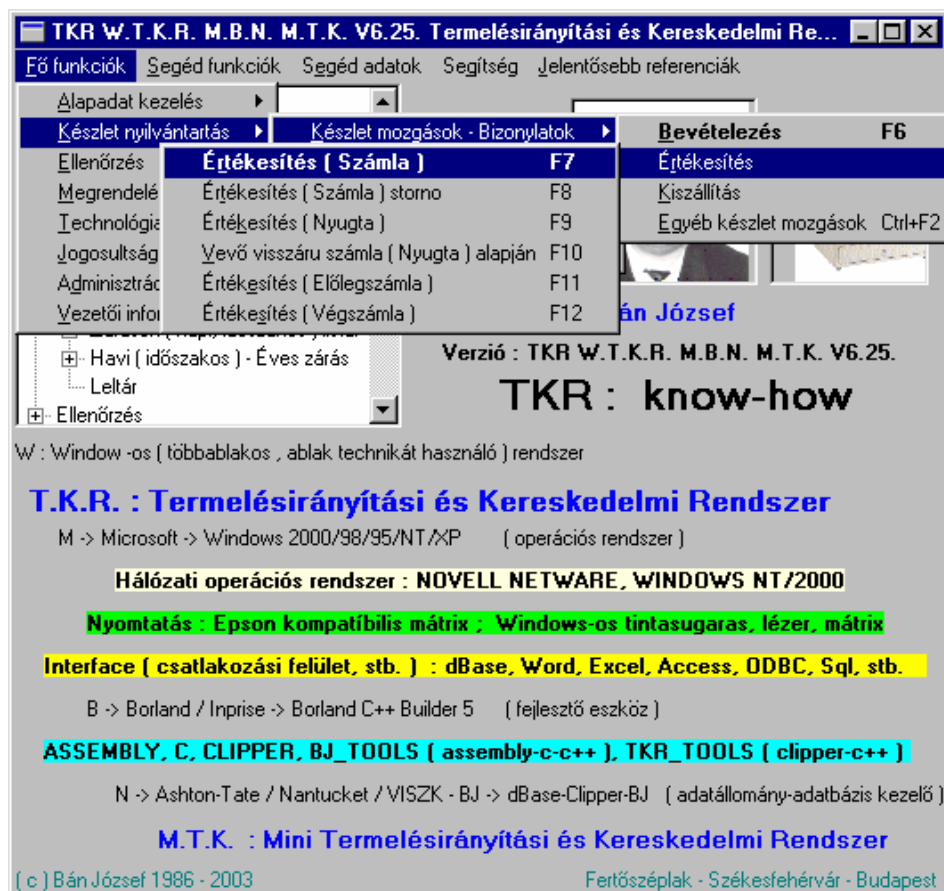 TKR W.T.K.R. M.B.N. M.T.K. V6.25. Termelésirányítási és Kereskedelmi Re...
Fő funkciók Segéd funkciók Segéd adatok Segítség Jelentősebb referenciák
Alapadat kezelés
Készlet nyilvántartás Készlet mozgások - Bizonylatok Bevételezés F6
Ellenőrzés Értékesítés ( Számla ) F7 Értékesítés
Megrendelé Értékesítés ( Számla ) storno F8 Kiszállítás
Technológia Értékesítés ( Nyugta ) F9 Egyéb készlet mozgások Ctrl+F2
Jogosultság Vevő visszáru számla ( Nyugta ) alapján F10
Adminisztrác Értékesítés ( Előlegszámla ) F11
Vezetői infor Értékesítés ( Végszámla ) F12 án József
Havi ( időszakos ) - Éves zárás
Leltár
Ellenőrzés
Verzió : TKR W.T.K.R. M.B.N. M.T.K. V6.25.
TKR : know-how
W : Window -os ( többablakos , ablak technikát használó ) rendszer
T.K.R. : Termelésirányítási és Kereskedelmi Rendszer
M -> Microsoft -> Windows 2000/98/95/NT/XP ( operációs rendszer )
Hálózati operációs rendszer : NOVELL NETWARE, WINDOWS NT/2000
Nyomtatás : Epson kompatíbilis mátrix ; Windows-os tintasugaras, lézer, mátrix
Interface ( csatlakozási felület, stb. ) : dBase, Word, Excel, Access, ODBC, Sql, stb.
B -> Borland / Inprise -> Borland C++ Builder 5 ( fejlesztő eszköz )
ASSEMBLY, C, CLIPPER, BJ_TOOLS ( assembly-c-c++ ), TKR_TOOLS ( clipper-c++ )
N -> Ashton-Tate / Nantucket / VISZK - BJ -> dBase-Clipper-BJ ( adatállomány-adatbázis kezelő )
M.T.K. : Mini Termelésirányítási és Kereskedelmi Rendszer
( c ) Bán József 1986 - 2003 Fertőszéplak - Székesfehérvár - Budapest